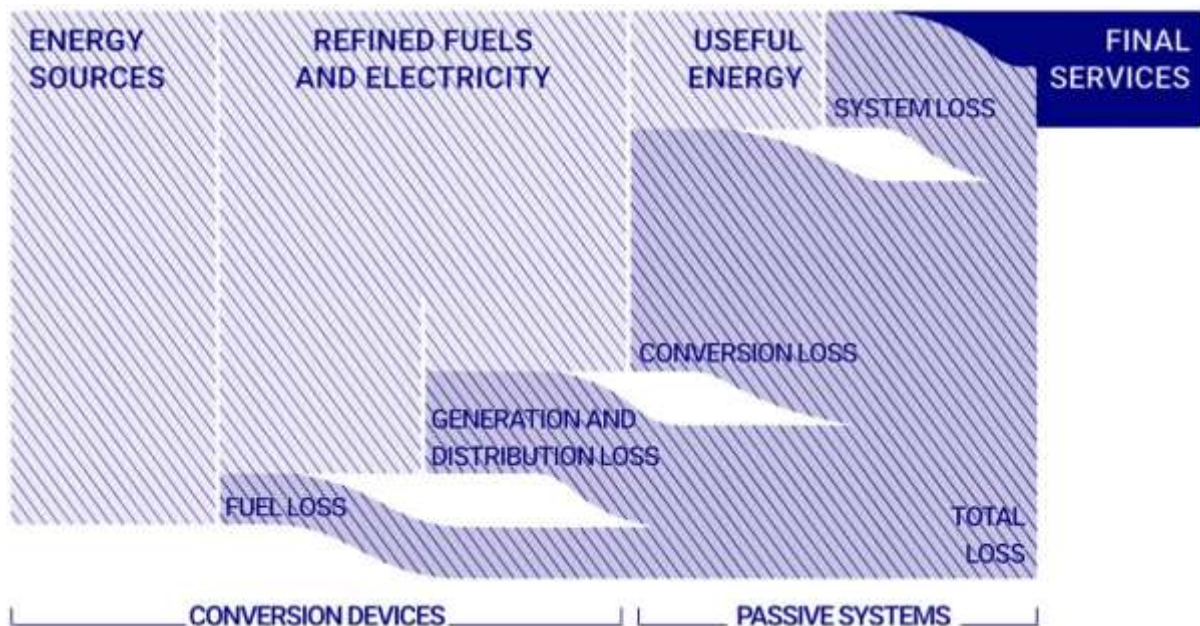 ENERGY
SOURCES
REFINED FUELS
AND ELECTRICITY
USEFUL
ENERGY
FINAL
SERVICES
SYSTEM LOSS
CONVERSION LOSS
GENERATION AND
DISTRIBUTION LOSS
FUEL LOSS
TOTAL
LOSS
CONVERSION DEVICES
PASSIVE SYSTEMS